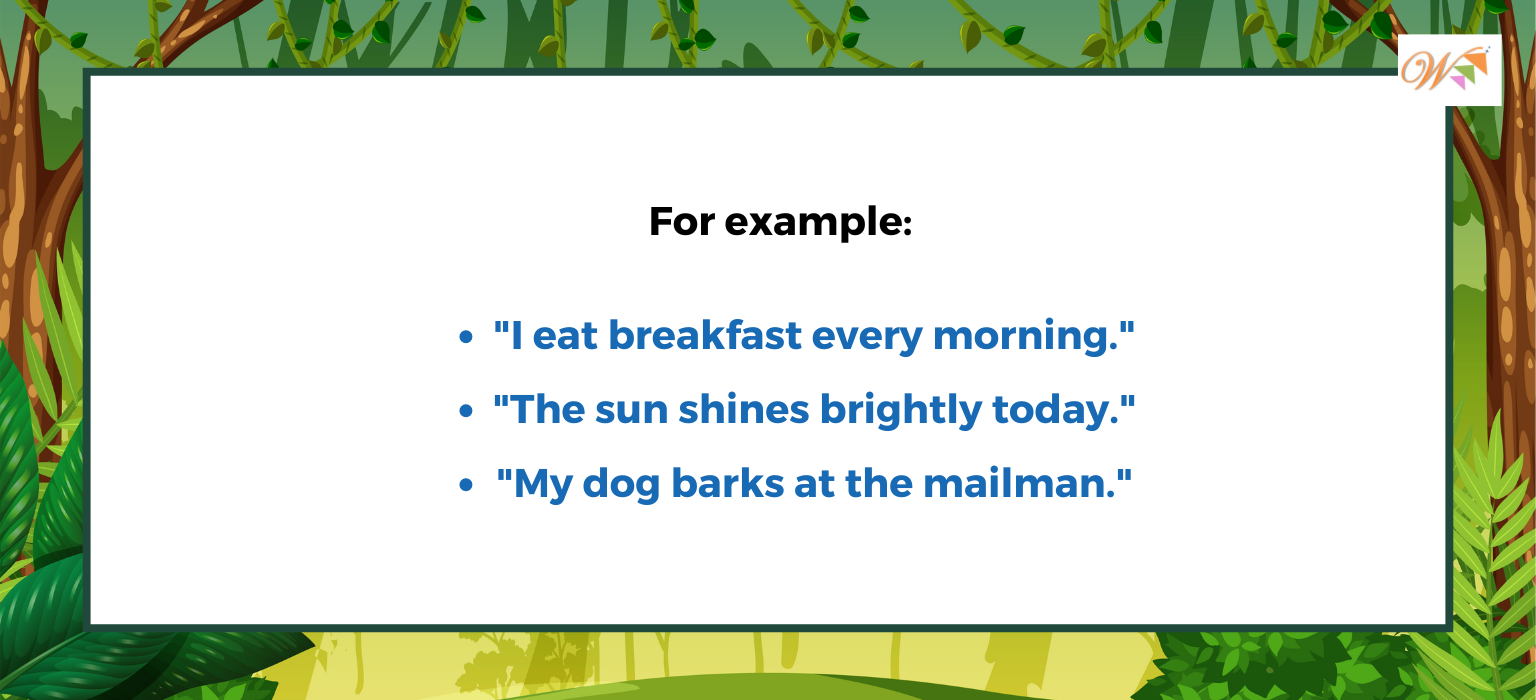 W
For example:
• "I eat breakfast every morning."
• "The sun shines brightly today."
• "My dog barks at the mailman."